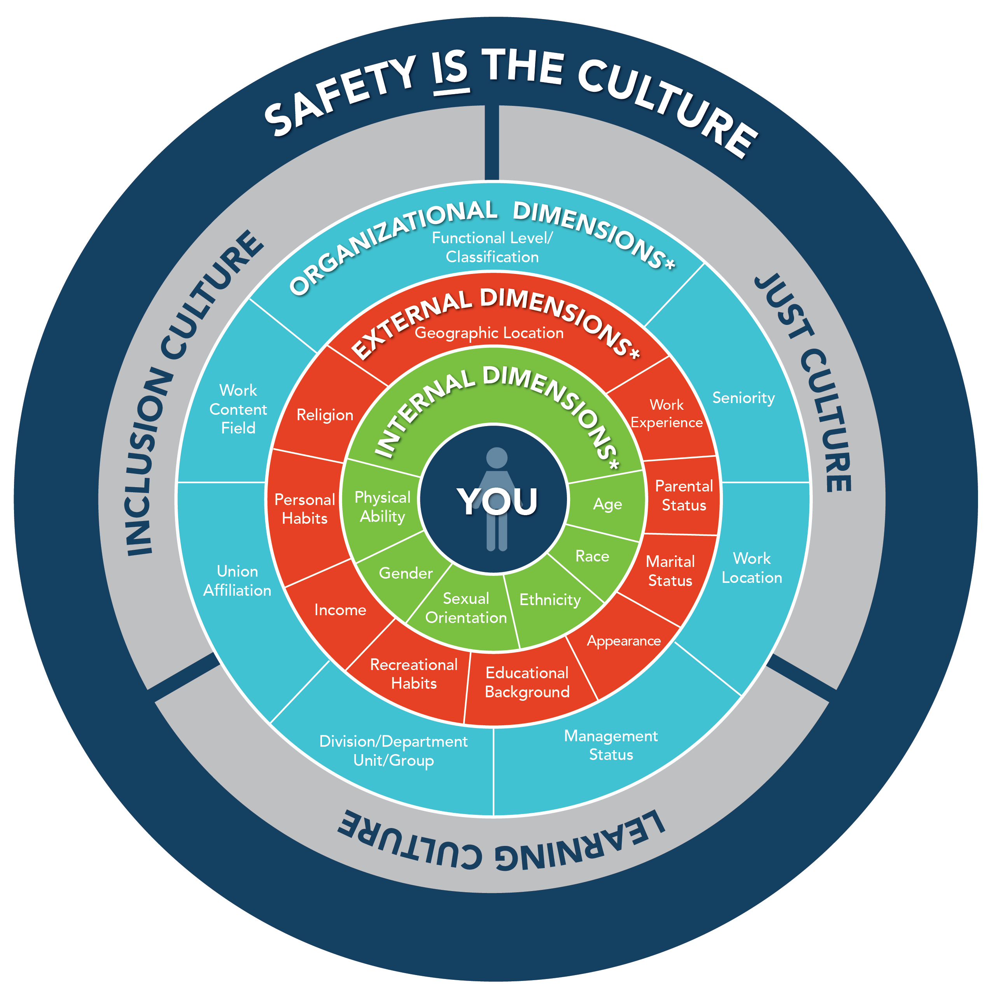 SAFETY IS THE CULTURE
INCLUSION CULTURE
JUST CULTURE
LEARNING CULTURE
ORGANIZATIONAL DIMENSIONS*
Functional Level/
Classification
Seniority
Work
Location
Management
Status
Division/Department
Unit/Group
Union
Affiliation
Work
Content
Field
EXTERNAL DIMENSIONS*
Geographic Location
Work
Experience
Parental
Status
Marital
Status
Appearance
Educational
Background
Recreational
Habits
Income
Personal
Habits
Religion
INTERNAL DIMENSIONS*
Age
Race
Ethnicity
Sexual
Orientation
Gender
Physical
Ability
YOU